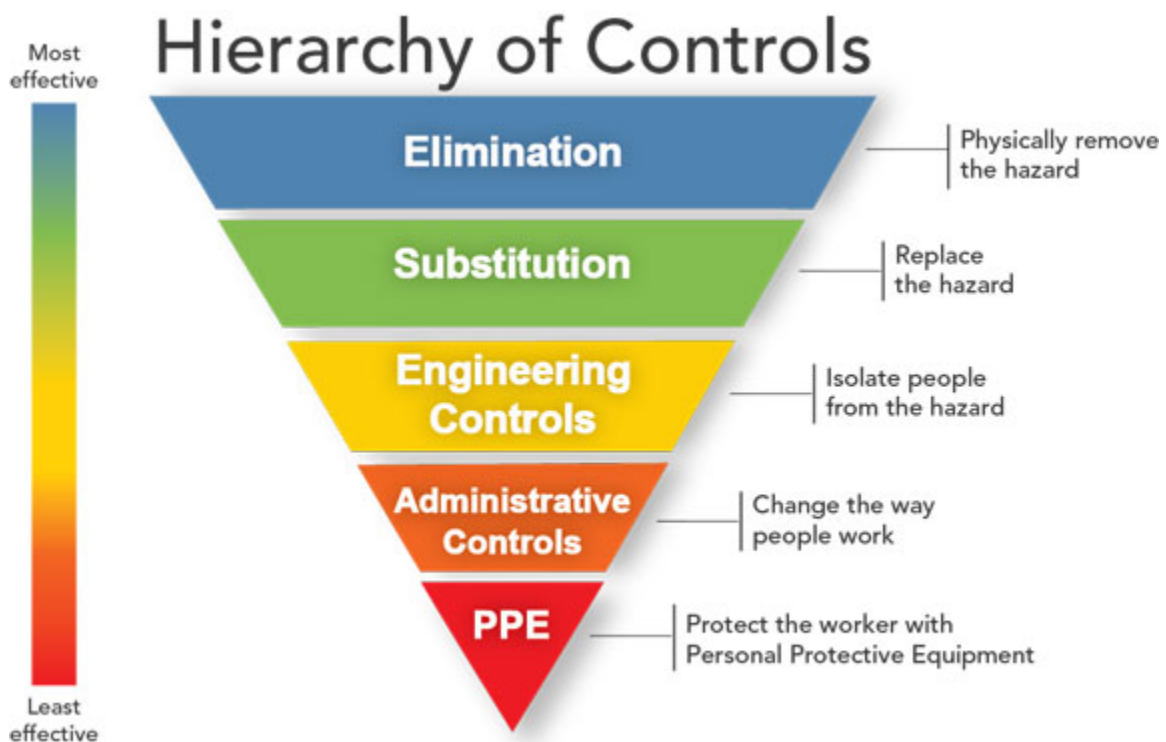 Hierarchy of Controls
Most
effective
Elimination
Physically remove
the hazard
Substitution
Replace
the hazard
Engineering
Controls
Isolate people
from the hazard
Administrative
Controls
Change the way
people work
PPE
Protect the worker with
Personal Protective Equipment
Least
effective